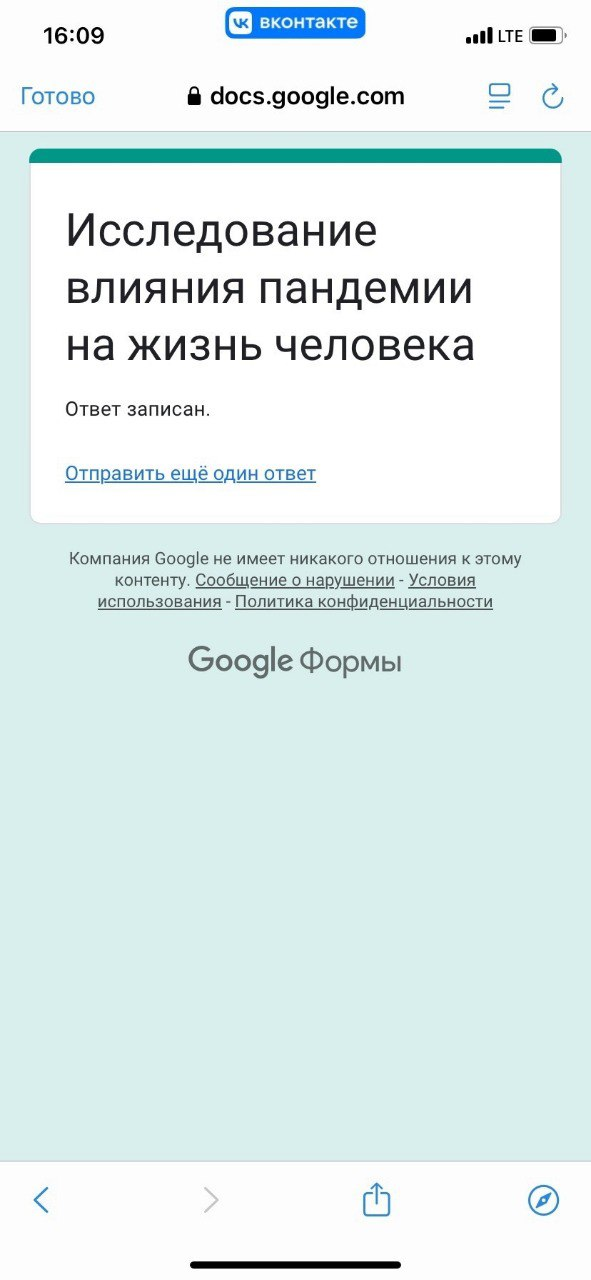 16:09
вконтакте
LTE
Готово
docs.google.com
Исследование
влияния пандемии
на жизнь человека
Ответ записан.
Отправить ещё один ответ
Компания Google не имеет никакого отношения к этому
контенту. Сообщение о нарушении - Условия
использования - Политика конфиденциальности
Google Формы